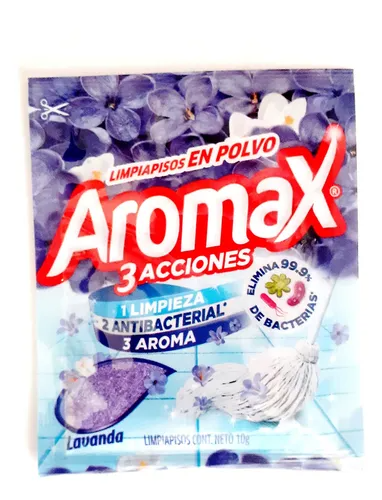 LIMPIAPISOS EN POLVO
Aromax®
3 ACCIONES
1 LIMPIEZA
2 ANTIBACTERIAL*
3 AROMA
ELIMINA 99.9%
DE BACTERIAS*
Lavanda
LIMPIAPISOS CONT. NETO 10g